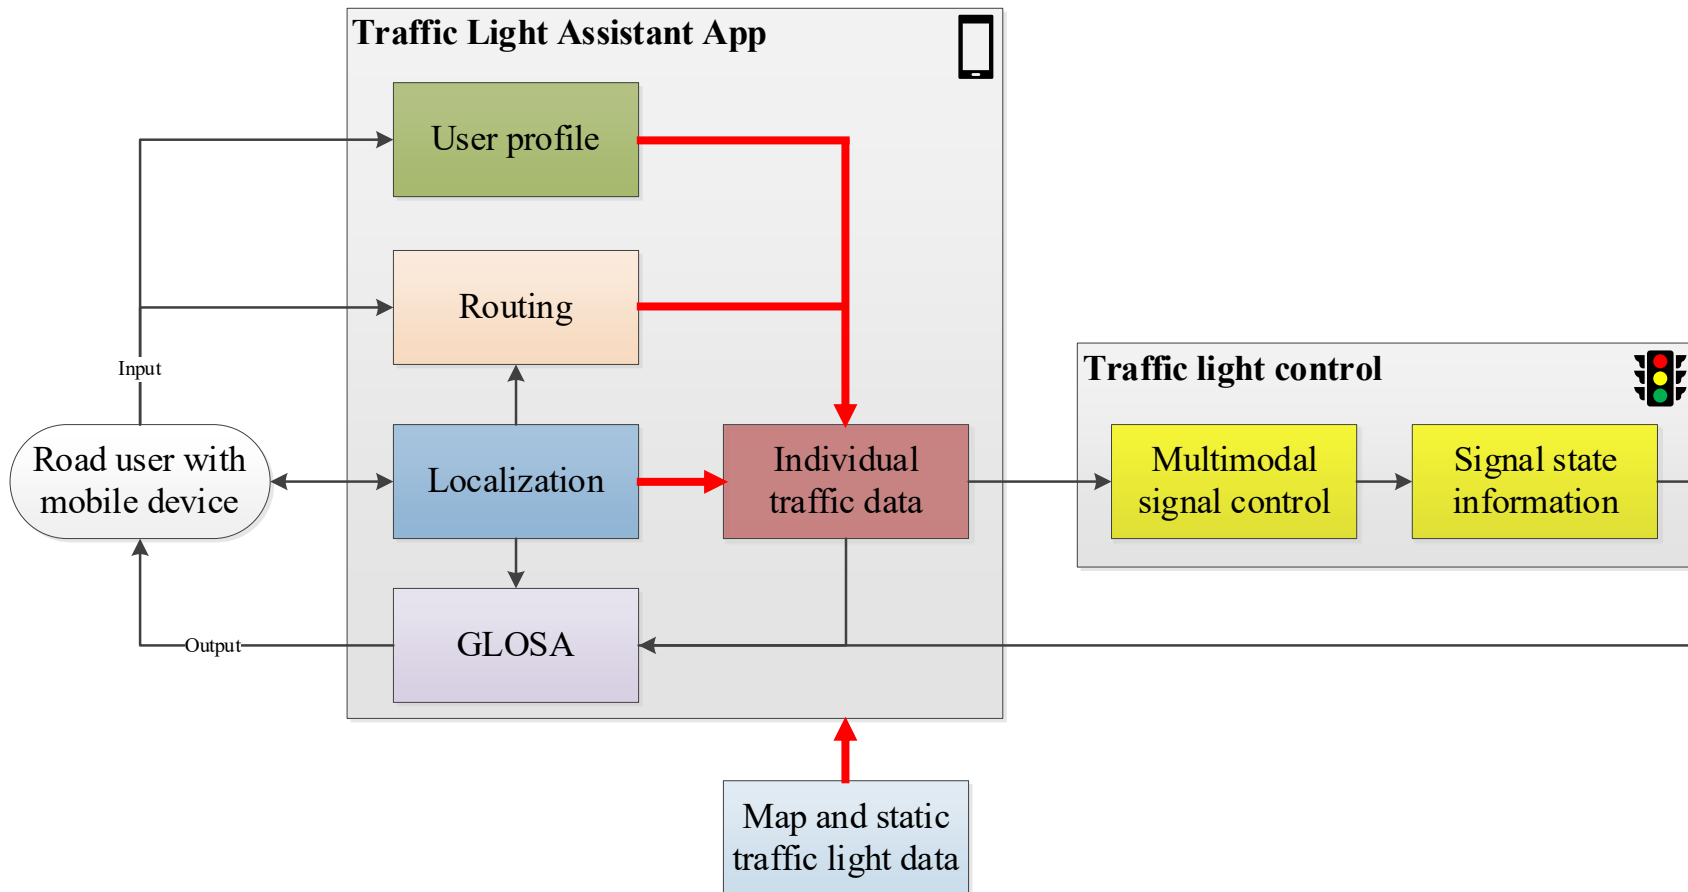 Traffic Light Assistant App
User profile
Routing
Input
Traffic light control
Road user with
mobile device
Localization
Individual
traffic data
Multimodal
signal control
Signal state
information
Output
GLOSA
Map and static
traffic light data